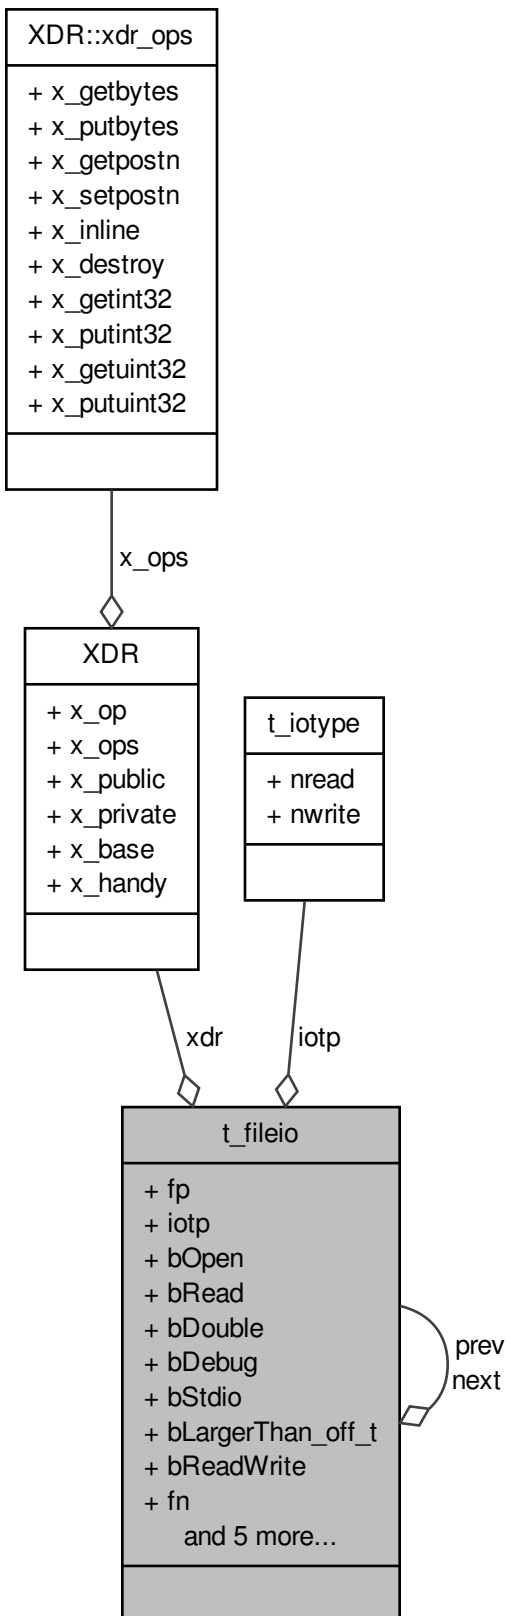 XDR::xdr_ops
+ x_getbytes
+ x_putbytes
+ x_getpostn
+ x_setpostn
+ x_inline
+ x_destroy
+ x_getint32
+ x_putint32
+ x_getuint32
+ x_putuint32
x_ops
XDR
+ x_op
+ x_ops
+ x_public
+ x_private
+ x_base
+ x_handy
t_iotype
+ nread
+ nwrite
xdr
iotp
t_fileio
+ fp
+ iotp
+ bOpen
+ bRead
+ bDouble
+ bDebug
+ bStdio
+ bLargerThan_off_t
+ bReadWrite
+ fn
and 5 more...
prev
next